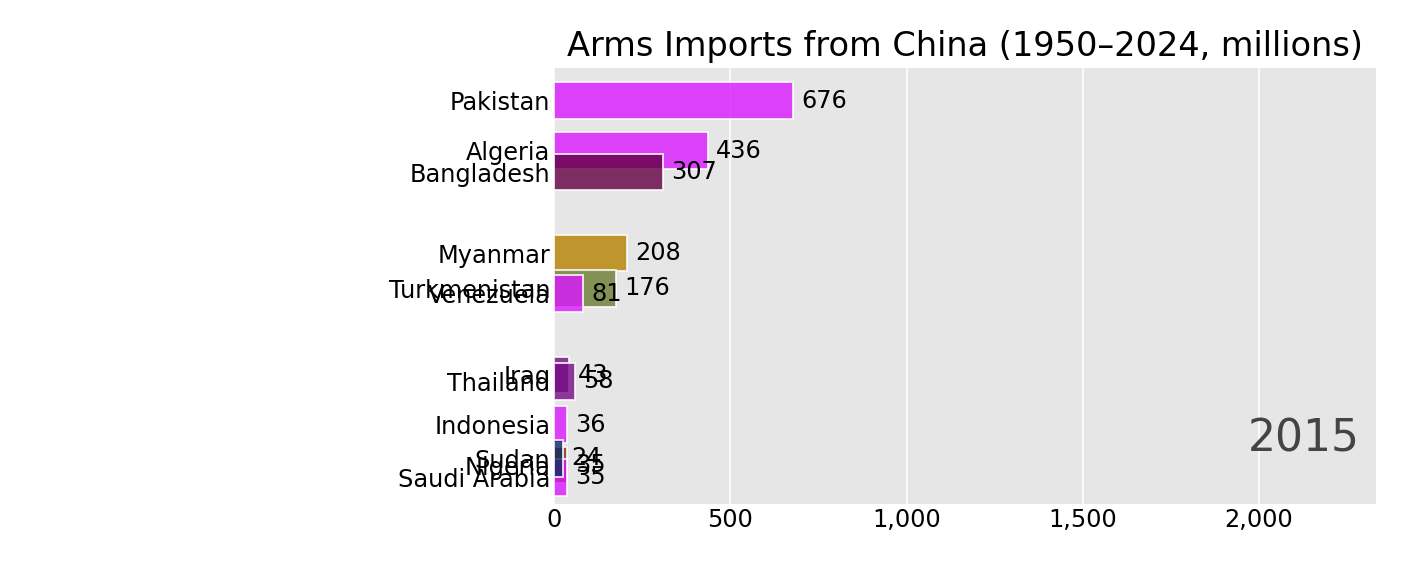 Arms Imports from China (1950–2024, millions)
Pakistan 676
Algeria 436
Bangladesh 307
Myanmar 208
Turkmenistan 176
Venezuela 81
Iraq 43
Thailand 58
Indonesia 36
Sudan 24
Nigeria 35
Saudi Arabia 35
2015
0 500 1,000 1,500 2,000